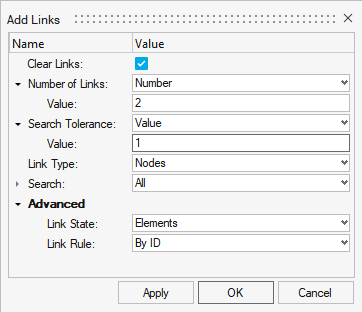 Add Links
Name Value
Clear Links:
Number of Links: Number
Value: 2
Search Tolerance: Value
Value: 1
Link Type: Nodes
Search: All
Advanced
Link State: Elements
Link Rule: By ID
Apply OK Cancel